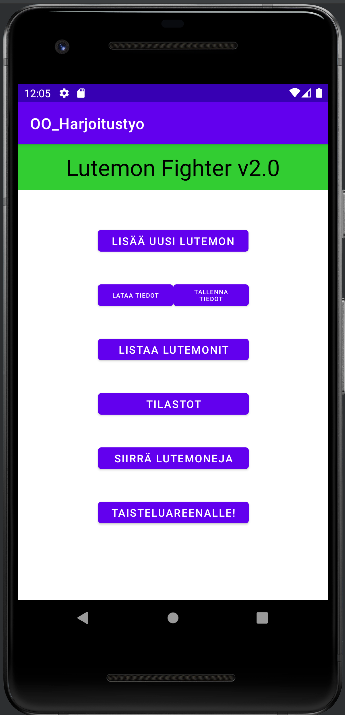 12:05
OO_Harjoitustyo
Lutemon Fighter v2.0
LISÄÄ UUSI LUTEMON
LATAA TIEDOT
TALLENNA
TIEDOT
LISTAA LUTEMONIT
TILASTOT
SIIRRÄ LUTEMONEJA
TAISTELUAREENALLE!